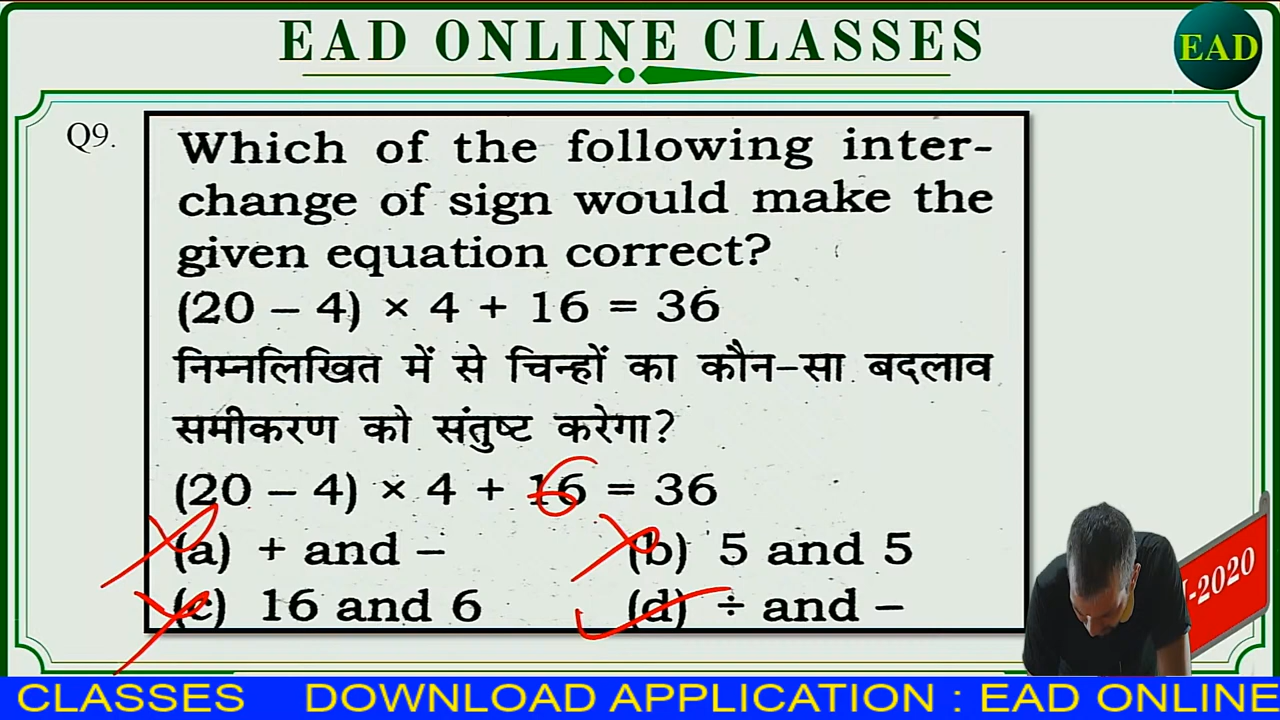 EAD ONLINE CLASSES
EAD
Q9.
Which of the following inter-
change of sign would make the
given equation correct?
(20 – 4) × 4 + 16 = 36
निम्नलिखित में से चिन्हों का कौन-सा बदलाव
समीकरण को संतुष्ट करेगा?
(20 – 4) × 4 + 16 = 36
6
(a) + and –
(b) 5 and 5
(c) 16 and 6
(d) ÷ and –
-2020
CLASSES DOWNLOAD APPLICATION : EAD ONLINE